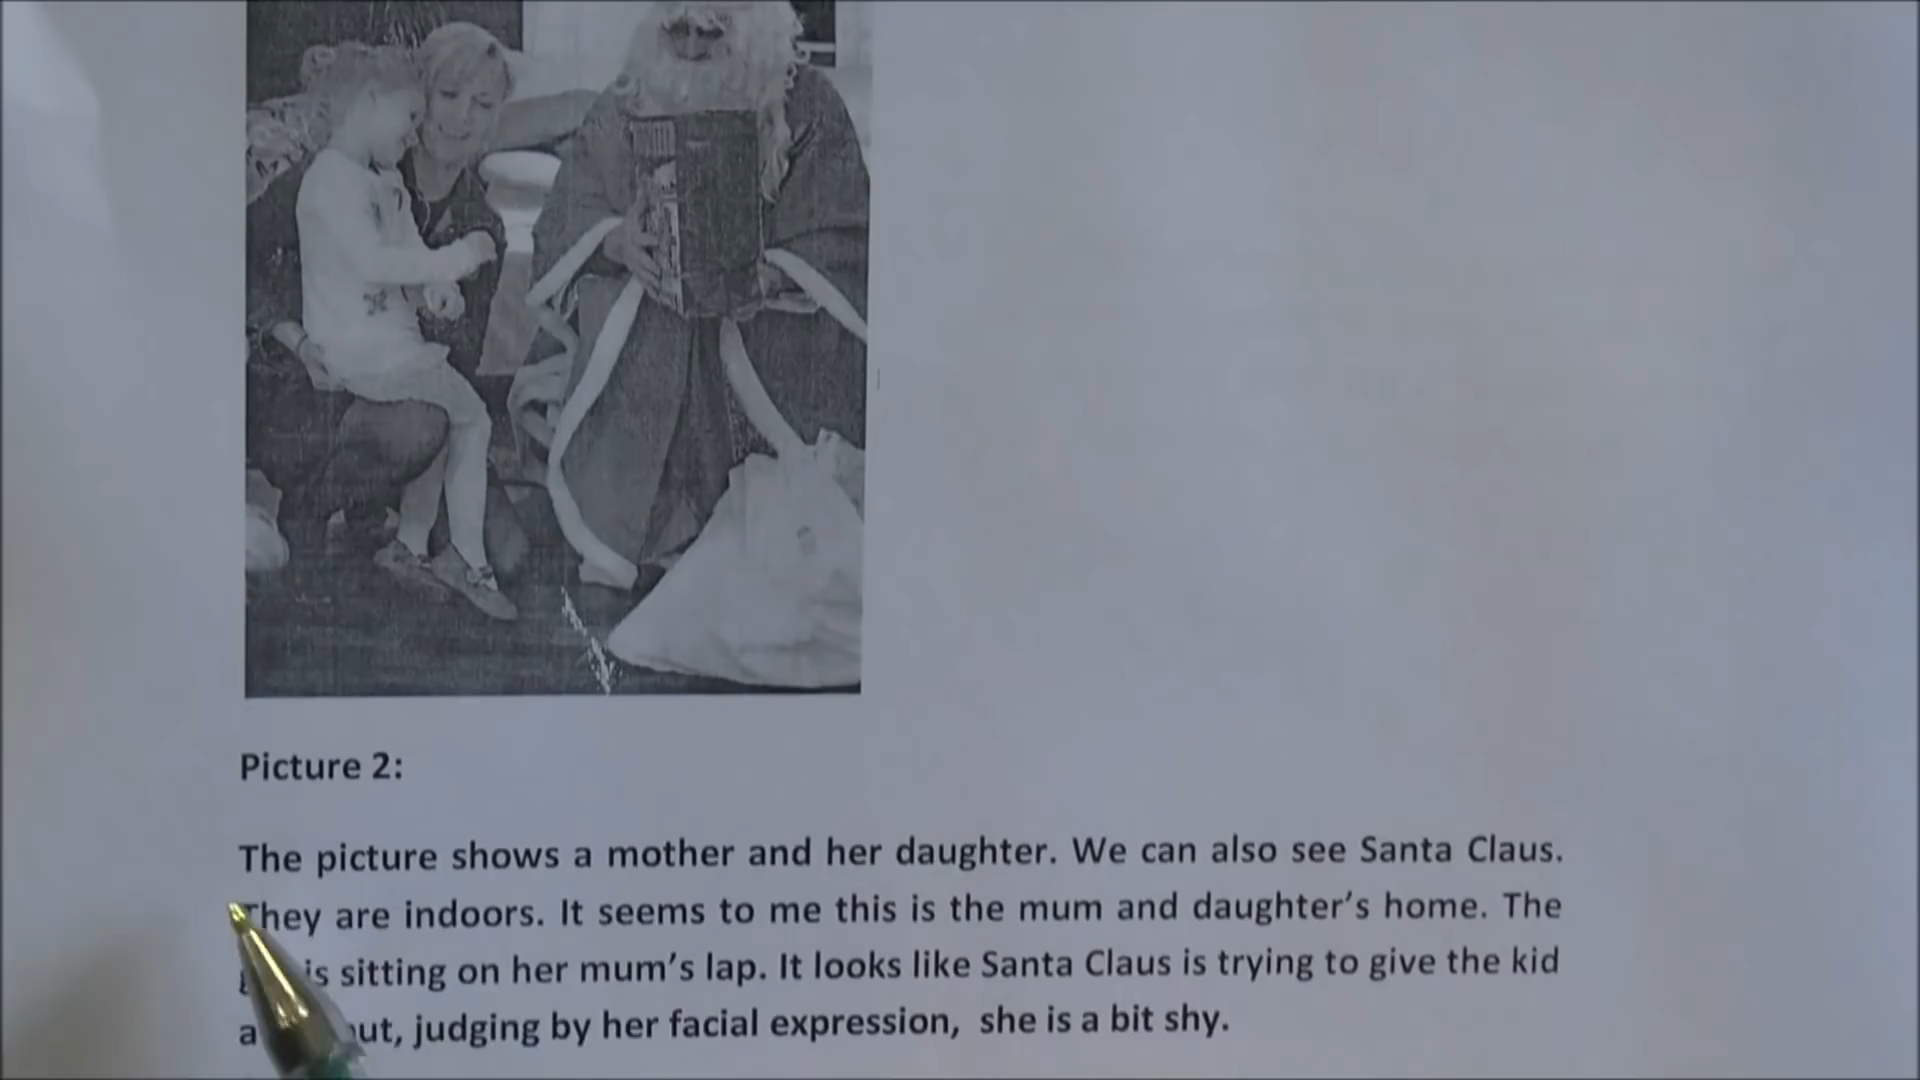 Picture 2:
The picture shows a mother and her daughter. We can also see Santa Claus.
They are indoors. It seems to me this is the mum and daughter's home. The
is sitting on her mum's lap. It looks like Santa Claus is trying to give the kid
a judging by her facial expression, she is a bit shy.